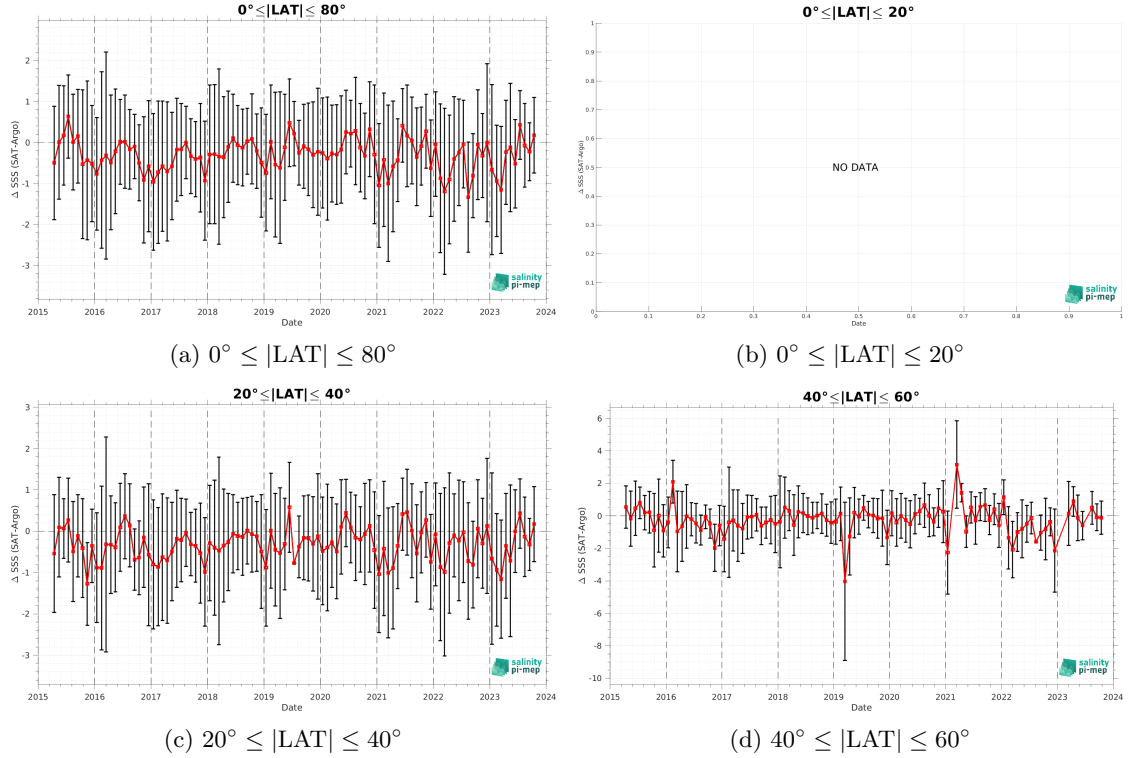 0°≤|LAT|≤ 80°
Δ SSS (SAT-Argo)
2
1
0
-1
-2
-3
2015 2016 2017 2018 2019 2020 2021 2022 2023 2024
Date
salinity
pi-mep
(a) 0° ≤ |LAT| ≤ 80°
0°≤|LAT|≤ 20°
Δ SSS (SAT-Argo)
1
0.9
0.8
0.7
0.6
0.5
0.4
0.3
0.2
0.1
0
NO DATA
0 0.1 0.2 0.3 0.4 0.5 0.6 0.7 0.8 0.9 1
Date
salinity
pi-mep
(b) 0° ≤ |LAT| ≤ 20°
20°≤|LAT|≤ 40°
Δ SSS (SAT-Argo)
3
2
1
0
-1
-2
-3
2015 2016 2017 2018 2019 2020 2021 2022 2023 2024
Date
salinity
pi-mep
(c) 20° ≤ |LAT| ≤ 40°
40°≤|LAT|≤ 60°
Δ SSS (SAT-Argo)
6
4
2
0
-2
-4
-6
-8
-10
2015 2016 2017 2018 2019 2020 2021 2022 2023 2024
Date
salinity
pi-mep
(d) 40° ≤ |LAT| ≤ 60°